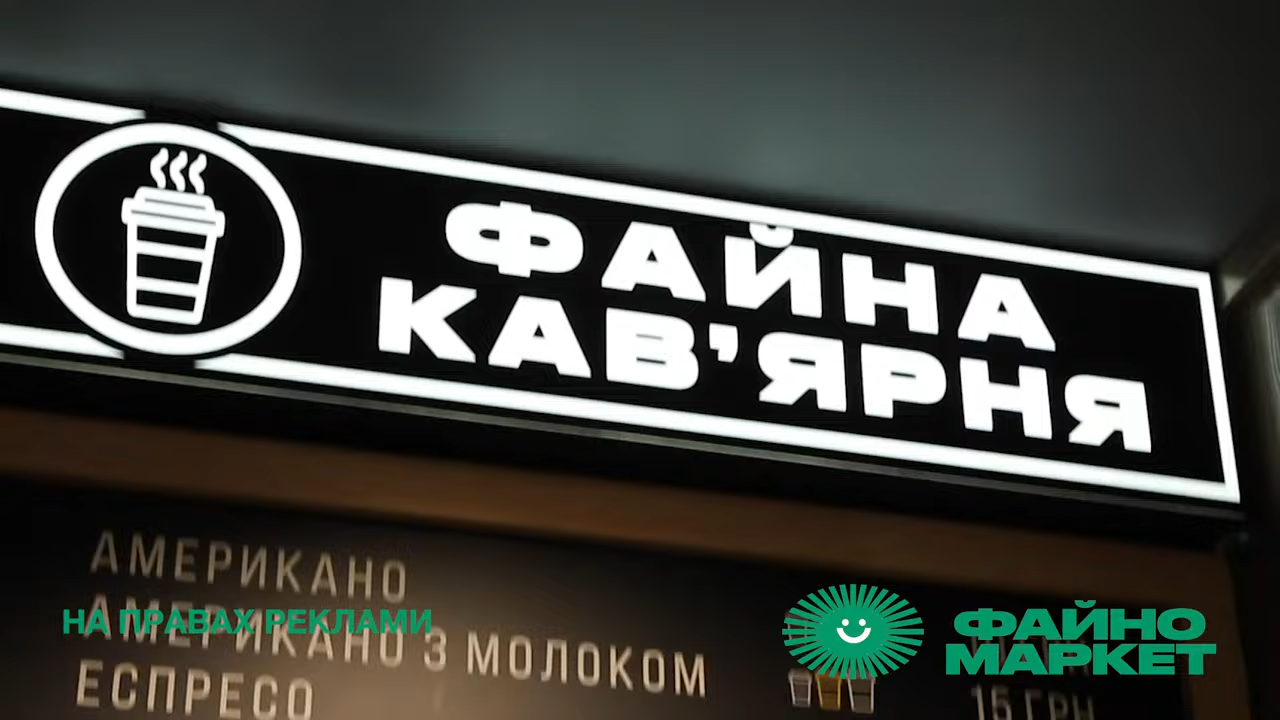 ФАЙНА
КАВ’ЯРНЯ
АМЕРИКАНО
НА ПРАВАХ РЕКЛАМИ
АМЕРИКАНО З МОЛОКОМ
ЕСПРЕСО
ФАЙНО
МАРКЕТ
15 ГРН